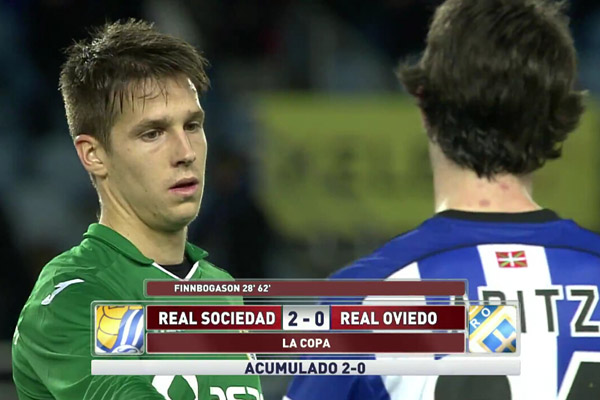 FINNBOGASON 28' 62'
REAL SOCIEDAD 2 - 0 REAL OVIEDO
LA COPA
ACUMULADO 2-0